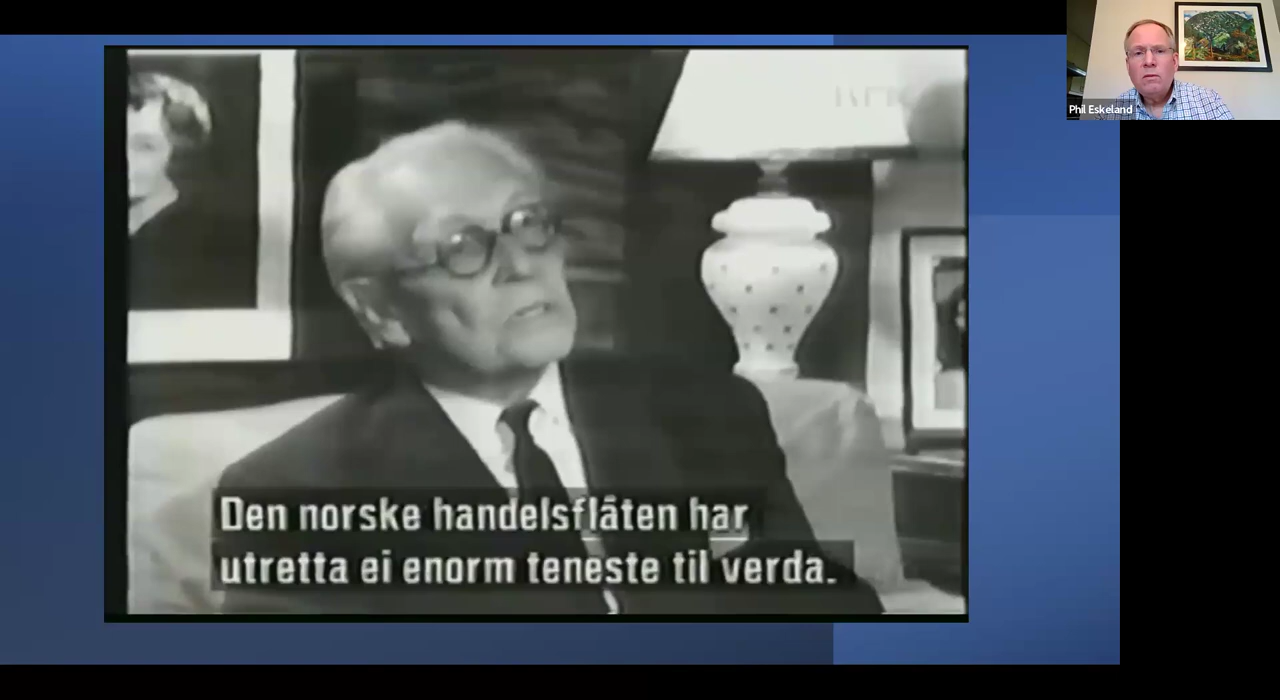 Phil Eskeland
Den norske handelsflåten har
utretta ei enorm teneste til verda.